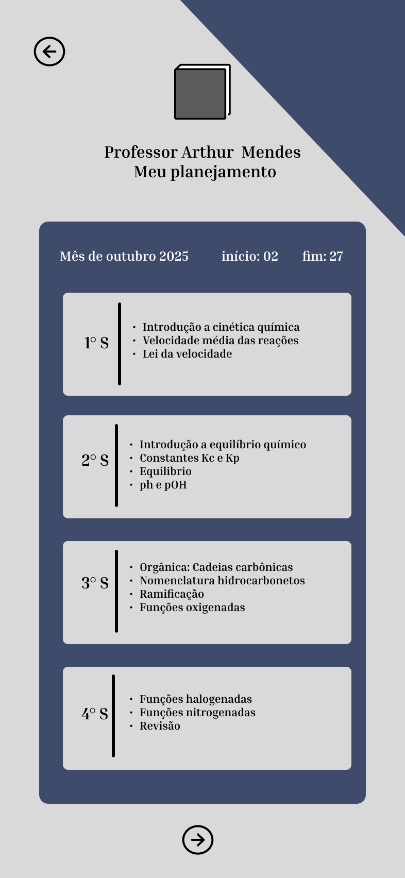 Professor Arthur Mendes
Meu planejamento
Mês de outubro 2025 início: 02 fim: 27
1° S
• Introdução a cinética química
• Velocidade média das reações
• Lei da velocidade
2° S
• Introdução a equilíbrio químico
• Constantes Kc e Kp
• Equilibrio
• ph e pOH
3° S
• Orgânica: Cadeias carbônicas
• Nomenclatura hidrocarbonetos
• Ramificação
• Funções oxigenadas
4° S
• Funções halogenadas
• Funções nitrogenadas
• Revisão